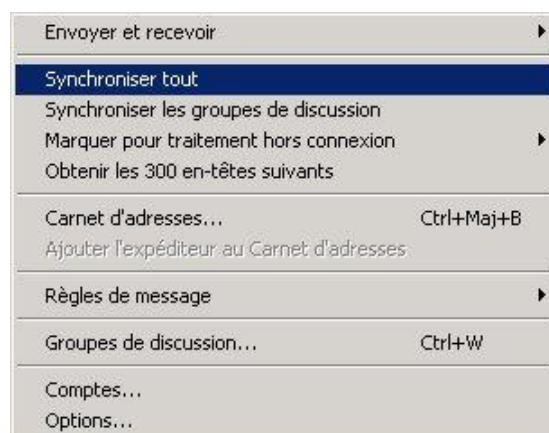 Envoyer et recevoir
Synchroniser tout
Synchroniser les groupes de discussion
Marquer pour traitement hors connexion
Obtenir les 300 en-têtes suivants
Carnet d'adresses... Ctrl+Maj+B
Ajouter l'expéditeur au Carnet d'adresses
Règles de message
Groupes de discussion... Ctrl+W
Comptes...
Options...